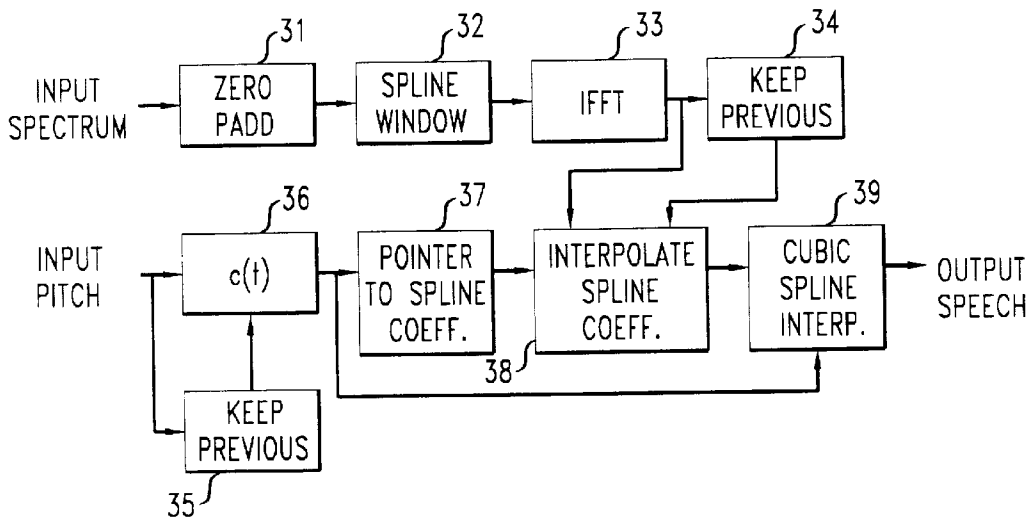 31
32
33
34
INPUT
SPECTRUM
ZERO
PADD
SPLINE
WINDOW
IFFT
KEEP
PREVIOUS
36
37
39
INPUT
PITCH
c(t)
POINTER
TO SPLINE
COEFF.
INTERPOLATE
SPLINE
COEFF.
38
CUBIC
SPLINE
INTERP.
OUTPUT
SPEECH
KEEP
PREVIOUS
35